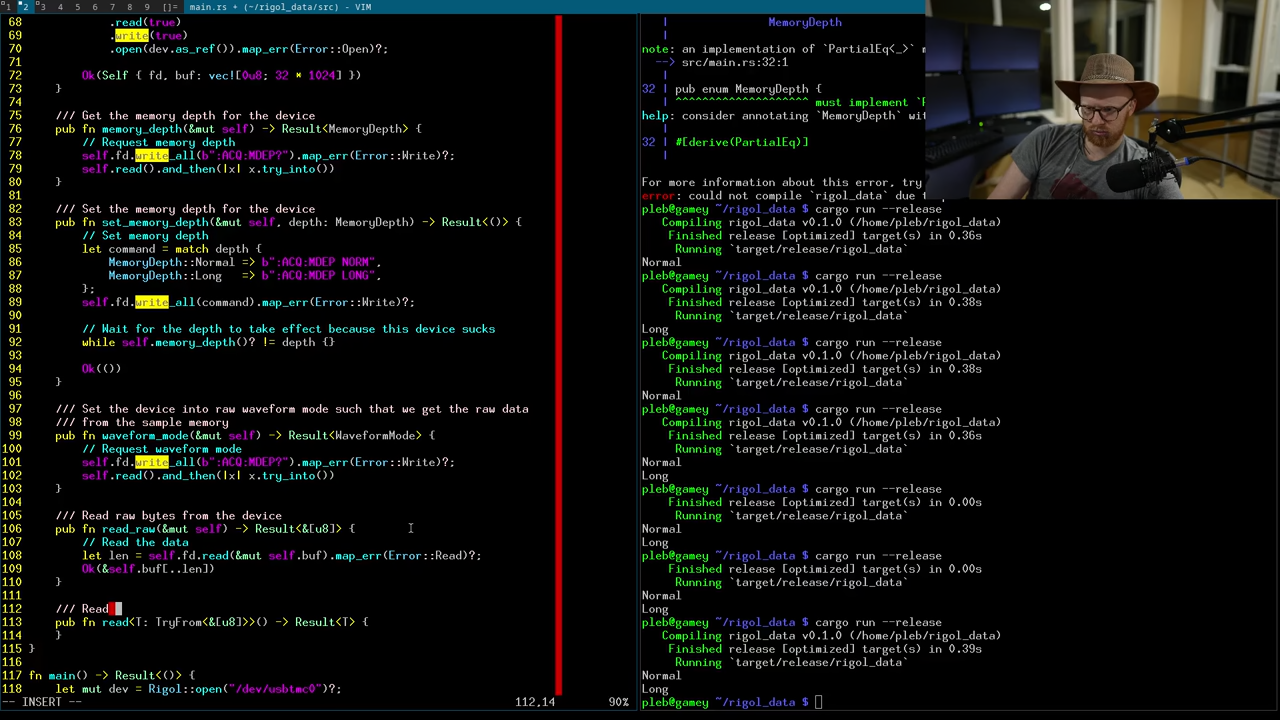 1 2 3 4 5 6 7 8 9 []= main.rs + (~/rigol_data/src) - VIM
68 .read(true)
69 .write(true)
70 .open(dev.as_ref()).map_err(Error::Open)?;
71
72 Ok(Self { fd, buf: vec![0u8; 32 * 1024] })
73 }
74
75 /// Get the memory depth for the device
76 pub fn memory_depth(&mut self) -> Result<MemoryDepth> {
77 // Request memory depth
78 self.fd.write_all(b":ACQ:MDEP?").map_err(Error::Write)?;
79 self.read().and_then(|x| x.try_into())
80 }
81
82 /// Set the memory depth for the device
83 pub fn set_memory_depth(&mut self, depth: MemoryDepth) -> Result<()> {
84 // Set memory depth
85 let command = match depth {
86 MemoryDepth::Normal => b":ACQ:MDEP NORM",
87 MemoryDepth::Long => b":ACQ:MDEP LONG",
88 };
89 self.fd.write_all(command).map_err(Error::Write)?;
90
91 // Wait for the depth to take effect because this device sucks
92 while self.memory_depth()? != depth {}
93
94 Ok(())
95 }
96
97 /// Set the device into raw waveform mode such that we get the raw data
98 /// from the sample memory
99 pub fn waveform_mode(&mut self) -> Result<WaveformMode> {
100 // Request waveform mode
101 self.fd.write_all(b":ACQ:MDEP?").map_err(Error::Write)?;
102 self.read().and_then(|x| x.try_into())
103 }
104
105 /// Read raw bytes from the device
106 pub fn read_raw(&mut self) -> Result<&[u8]> {
107 // Read the data
108 let len = self.fd.read(&mut self.buf).map_err(Error::Read)?;
109 Ok(&self.buf[..len])
110 }
111
112 /// Read
113 pub fn read<T: TryFrom<&[u8]>>() -> Result<T> {
114 }
115 }
116
117 fn main() -> Result<()> {
118 let mut dev = Rigol::open("/dev/usbtmc0")?;
-- INSERT -- 112,14 90%
| MemoryDepth
|
note: an implementation of `PartialEq<_>` m
--> src/main.rs:32:1
|
32 | pub enum MemoryDepth {
| ^^^^^^^^^^^^^^^^^^^^ must implement `P
help: consider annotating `MemoryDepth` wit
|
32 | #[derive(PartialEq)]
|
For more information about this error, try
error: could not compile `rigol_data` due t
pleb@gamey ~/rigol_data $ cargo run --release
Compiling rigol_data v0.1.0 (/home/pleb/rigol_data)
Finished release [optimized] target(s) in 0.36s
Running `target/release/rigol_data`
Normal
pleb@gamey ~/rigol_data $ cargo run --release
Compiling rigol_data v0.1.0 (/home/pleb/rigol_data)
Finished release [optimized] target(s) in 0.38s
Running `target/release/rigol_data`
Long
pleb@gamey ~/rigol_data $ cargo run --release
Compiling rigol_data v0.1.0 (/home/pleb/rigol_data)
Finished release [optimized] target(s) in 0.38s
Running `target/release/rigol_data`
Normal
pleb@gamey ~/rigol_data $ cargo run --release
Compiling rigol_data v0.1.0 (/home/pleb/rigol_data)
Finished release [optimized] target(s) in 0.36s
Running `target/release/rigol_data`
Normal
Long
pleb@gamey ~/rigol_data $ cargo run --release
Finished release [optimized] target(s) in 0.00s
Running `target/release/rigol_data`
Normal
Long
pleb@gamey ~/rigol_data $ cargo run --release
Finished release [optimized] target(s) in 0.00s
Running `target/release/rigol_data`
Normal
Long
pleb@gamey ~/rigol_data $ cargo run --release
Compiling rigol_data v0.1.0 (/home/pleb/rigol_data)
Finished release [optimized] target(s) in 0.39s
Running `target/release/rigol_data`
Normal
Long
pleb@gamey ~/rigol_data $